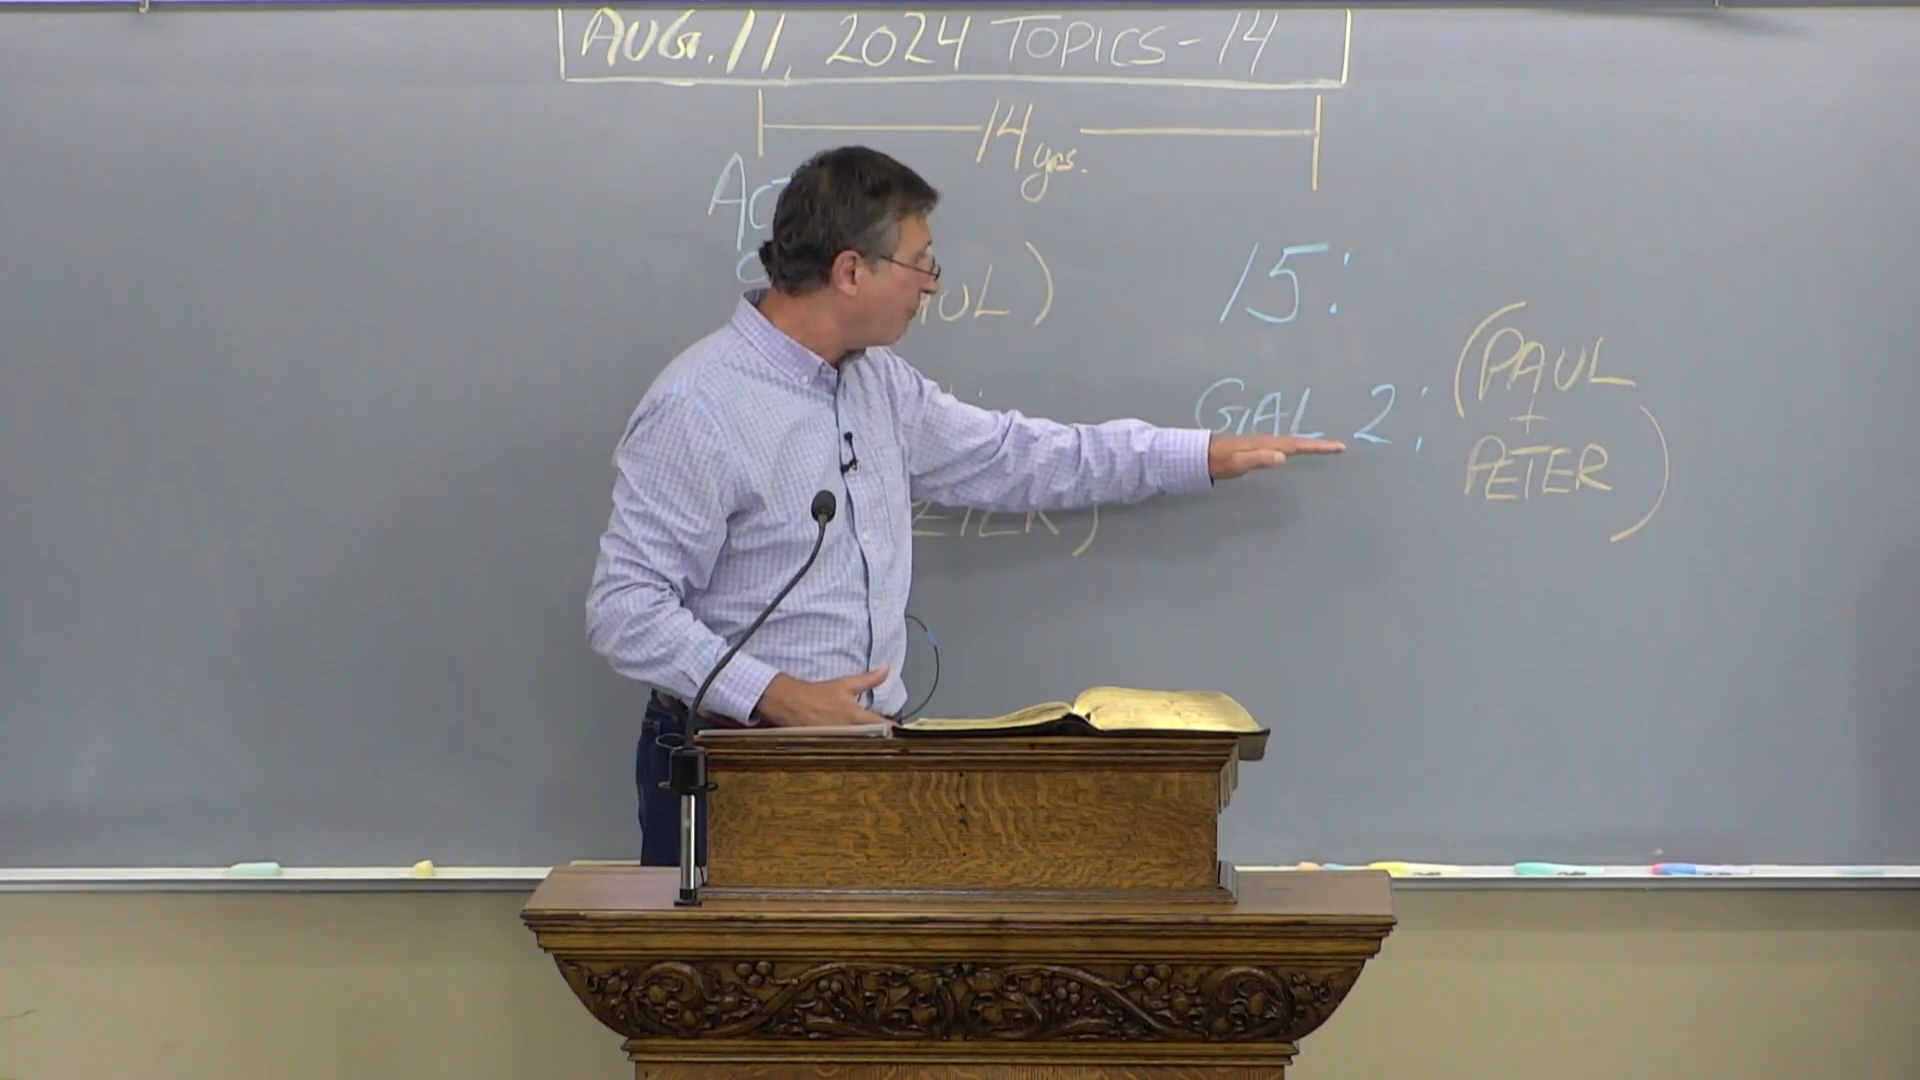 AUG. 11, 2024 TOPICS-14
14 yrs.
15:
GAL 2: (PAUL
+
PETER)